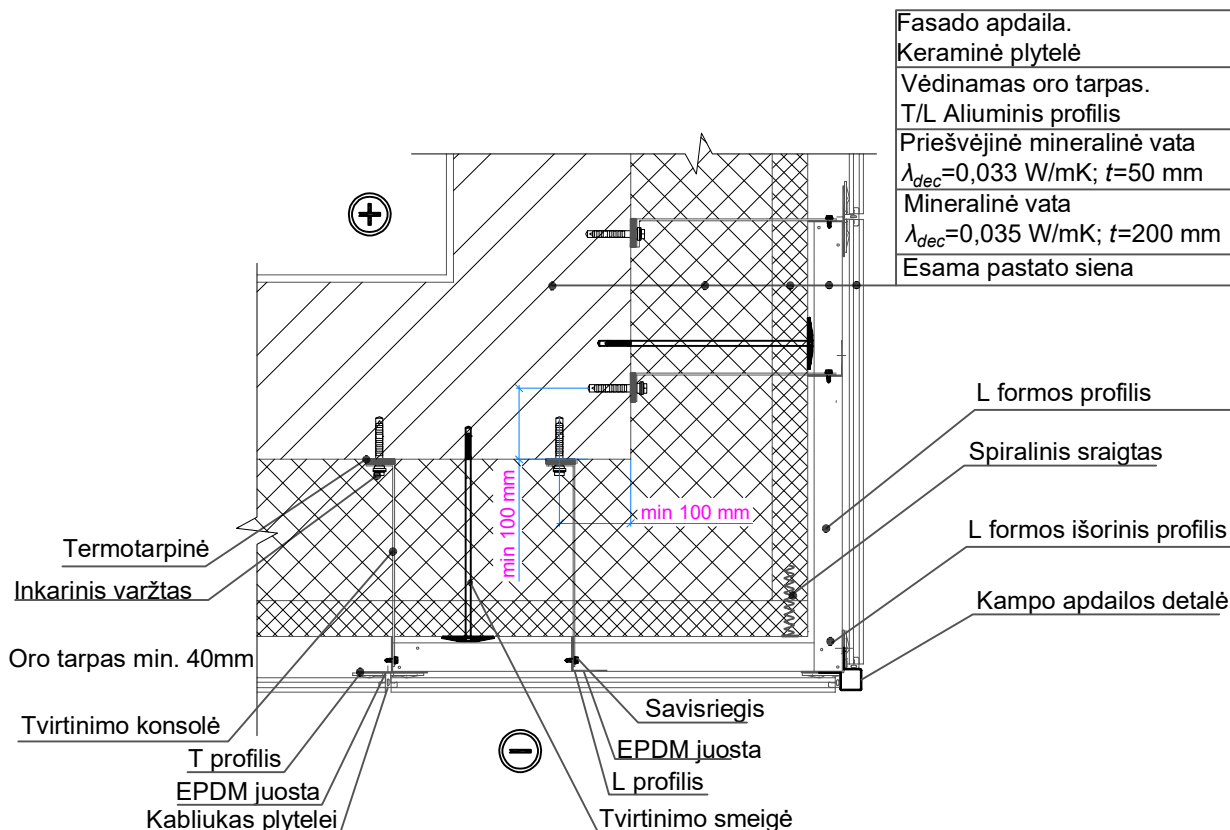 Fasado apdaila.
Keraminė plytelė
Vėdinamas oro tarpas.
T/L Aliuminis profilis
Priešvėjinė mineralinė vata
λdec=0,033 W/mK; t=50 mm
Mineralinė vata
λdec=0,035 W/mK; t=200 mm
Esama pastato siena
L formos profilis
Spiralinis sraigtas
L formos išorinis profilis
Kampo apdailos detalė
min 100 mm
min 100 mm
Termotarpinė
Inkarinis varžtas
Oro tarpas min. 40mm
Tvirtinimo konsolė
T profilis
EPDM juosta
Kabliukas plytelei
Savisriegis
EPDM juosta
L profilis
Tvirtinimo smeigė